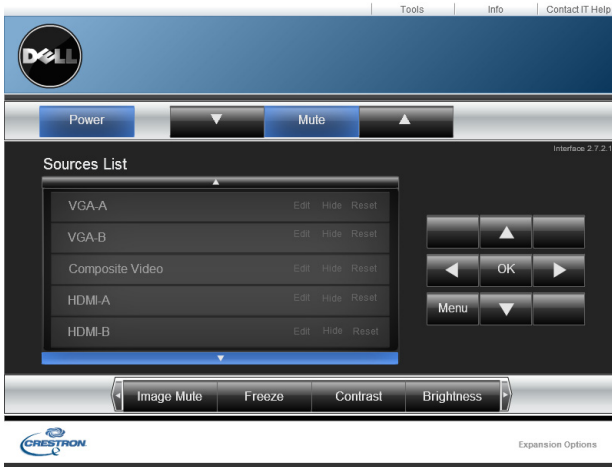 Tools Info Contact IT Help
DELL
Power Mute
Interface 2.7.2.1
Sources List
VGA-A Edit Hide Reset
VGA-B Edit Hide Reset
Composite Video Edit Hide Reset
HDMI-A Edit Hide Reset
HDMI-B Edit Hide Reset
OK
Menu
Image Mute Freeze Contrast Brightness
CRESTRON
Expansion Options